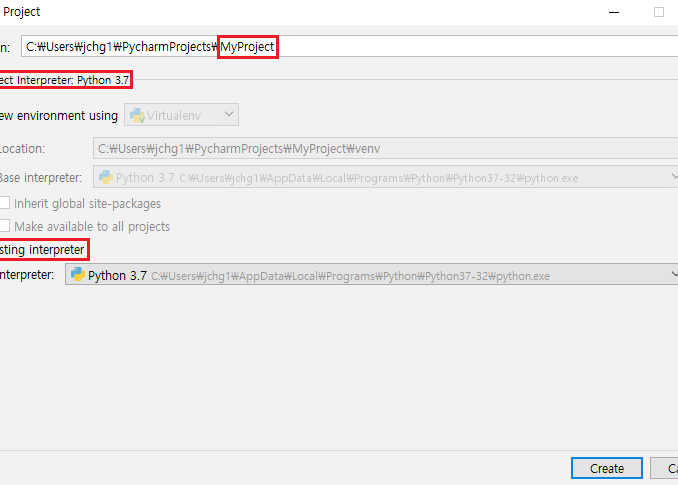 Project
n: C:₩Users₩jchg1₩PycharmProjects₩MyProject
ect Interpreter: Python 3.7
ew environment using Virtualenv
Location: C:₩Users₩jchg1₩PycharmProjects₩MyProject₩venv
Base interpreter: Python 3.7 C:₩Users₩jchg1₩AppData₩Local₩Programs₩Python₩Python37-32₩python.exe
Inherit global site-packages
Make available to all projects
sting interpreter
nterpreter: Python 3.7 C:₩Users₩jchg1₩AppData₩Local₩Programs₩Python₩Python37-32₩python.exe
Create Ca